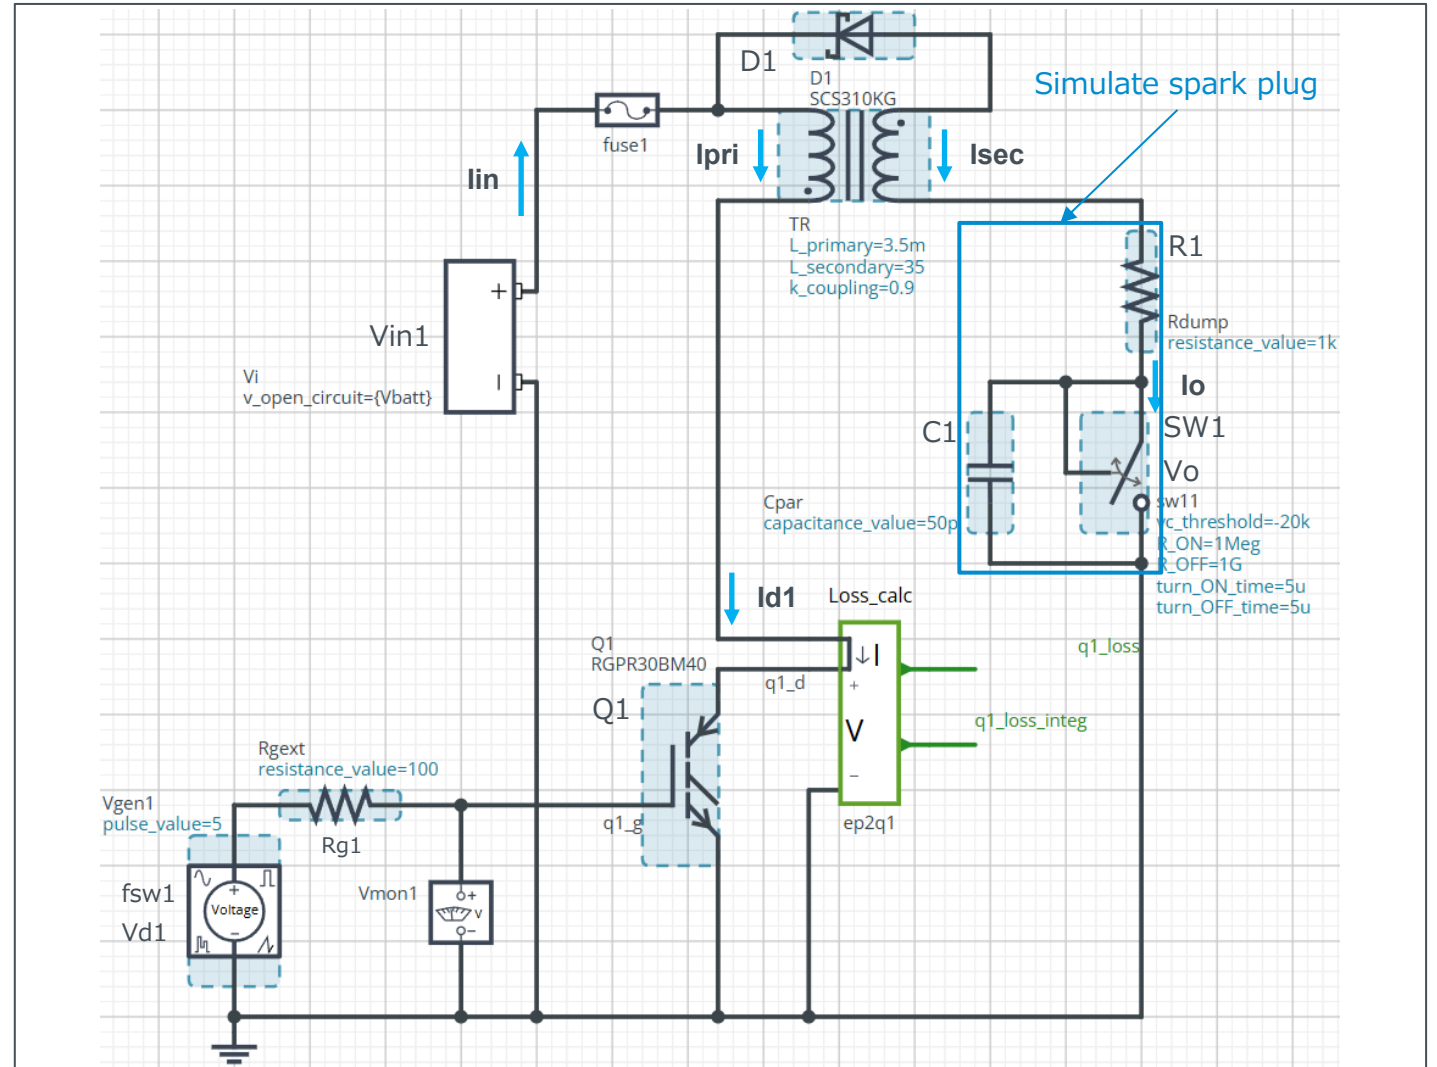 D1
D1
SCS310KG
Simulate spark plug
fuse1
Ipri
Isec
Iin
TR
L_primary=3.5m
L_secondary=35
k_coupling=0.9
R1
Rdump
resistance_value=1k
+
Vin1
I
Vi
v_open_circuit={Vbatt}
Io
C1
SW1
Vo
Cpar
capacitance_value=50p
sw11
vc_threshold=-20k
R_ON=1Meg
R_OFF=1G
turn_ON_time=5u
turn_OFF_time=5u
Id1
Loss_calc
Q1
RGPR30BM40
↓I
q1_loss
q1_d
+
Q1
V
q1_loss_integ
−
Rgext
resistance_value=100
Vgen1
pulse_value=5
q1_g
ep2q1
Rg1
fsw1
Vd1
+
Voltage
−
Vmon1
+
V
−